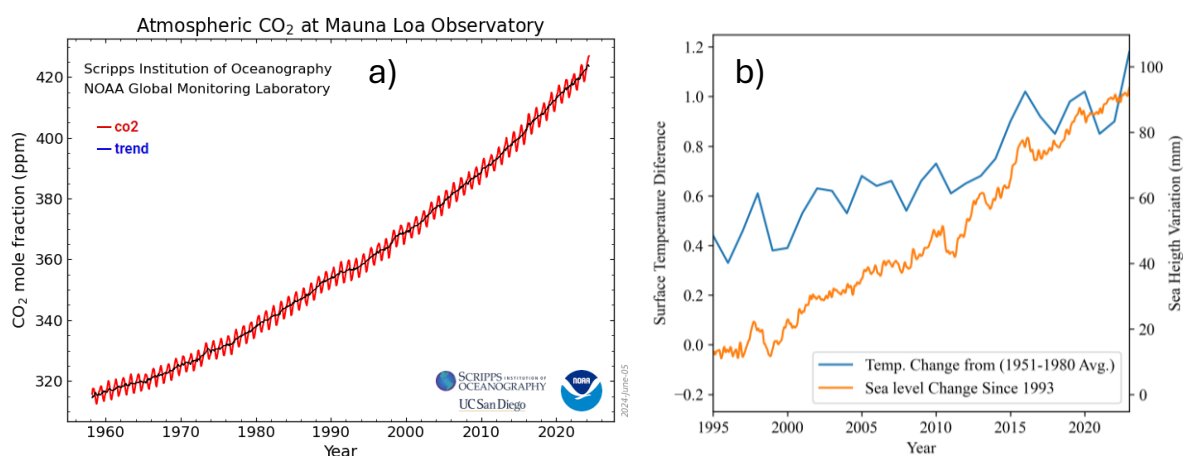 Atmospheric CO2 at Mauna Loa Observatory
a)
Scripps Institution of Oceanography
NOAA Global Monitoring Laboratory
co2
trend
CO2 mole fraction (ppm)
420
400
380
360
340
320
1960
1970
1980
1990
2000
2010
2020
Year
SCRIPPS INSTITUTION OF
OCEANOGRAPHY
UC San Diego
NOAA
2024-June-05
b)
Surface Temperature Diference
1.2
1.0
0.8
0.6
0.4
0.2
0.0
−0.2
100
80
60
40
20
0
Sea Heigth Variation (mm)
Temp. Change from (1951-1980 Avg.)
Sea level Change Since 1993
1995
2000
2005
2010
2015
2020
Year